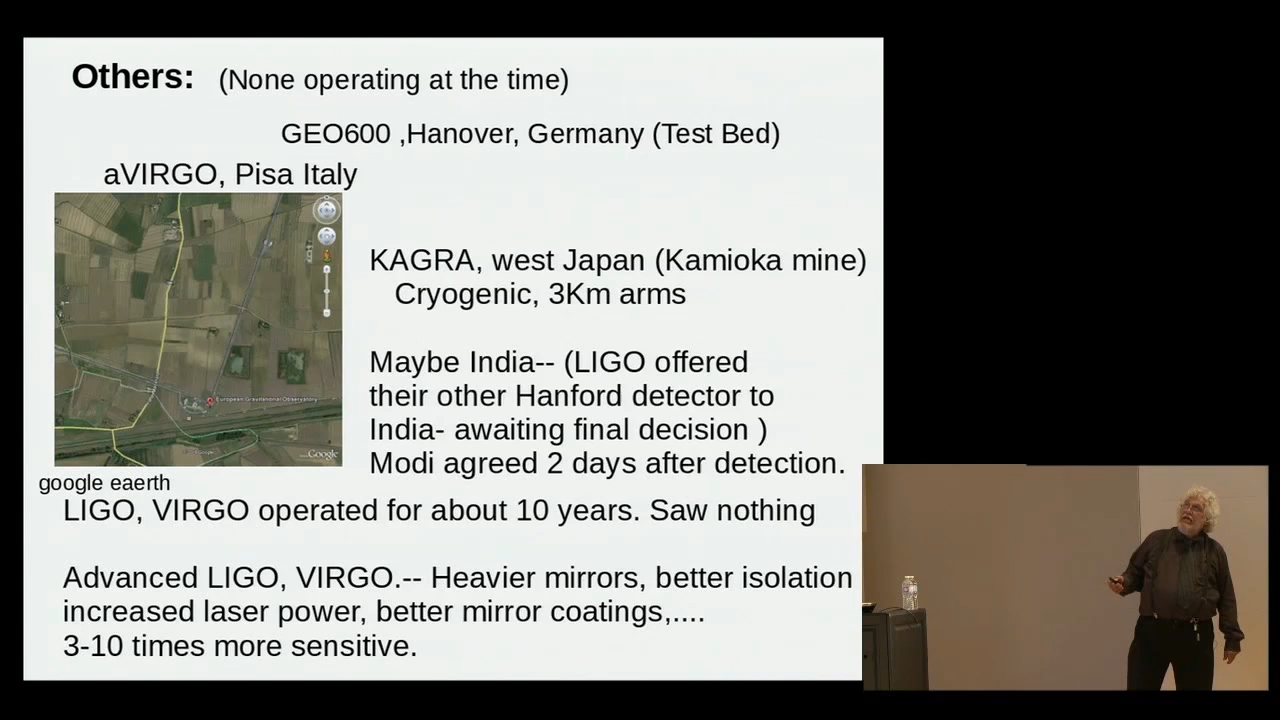 Others: (None operating at the time)
GEO600 ,Hanover, Germany (Test Bed)
aVIRGO, Pisa Italy
European Gravitational Observatory
Google
KAGRA, west Japan (Kamioka mine)
Cryogenic, 3Km arms
Maybe India-- (LIGO offered
their other Hanford detector to
India- awaiting final decision )
Modi agreed 2 days after detection.
google eaerth
LIGO, VIRGO operated for about 10 years. Saw nothing
Advanced LIGO, VIRGO.-- Heavier mirrors, better isolation
increased laser power, better mirror coatings,....
3-10 times more sensitive.